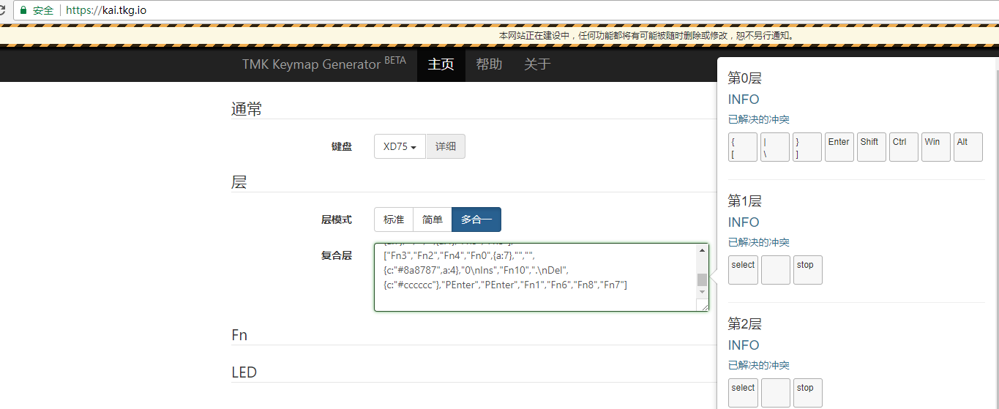 安全 https://kai.tkg.io
本网站正在建设中，任何功能都将有可能被随时删除或修改，恕不另行通知。
TMK Keymap Generator BETA 主页 帮助 关于
通常
键盘 XD75 详细
层
层模式 标准 简单 多合一
复合层
["Fn3","Fn2","Fn4","Fn0",{a:7},"","",
{c:"#8a8787",a:4},"0\nIns","Fn10",".\nDel",
{c:"#cccccc"},"PEnter","PEnter","Fn1","Fn6","Fn8","Fn7"]
Fn
LED
第0层
INFO
已解决的冲突
{ | } Enter Shift Ctrl Win Alt
[ \ ]
第1层
INFO
已解决的冲突
select stop
第2层
INFO
已解决的冲突
select stop